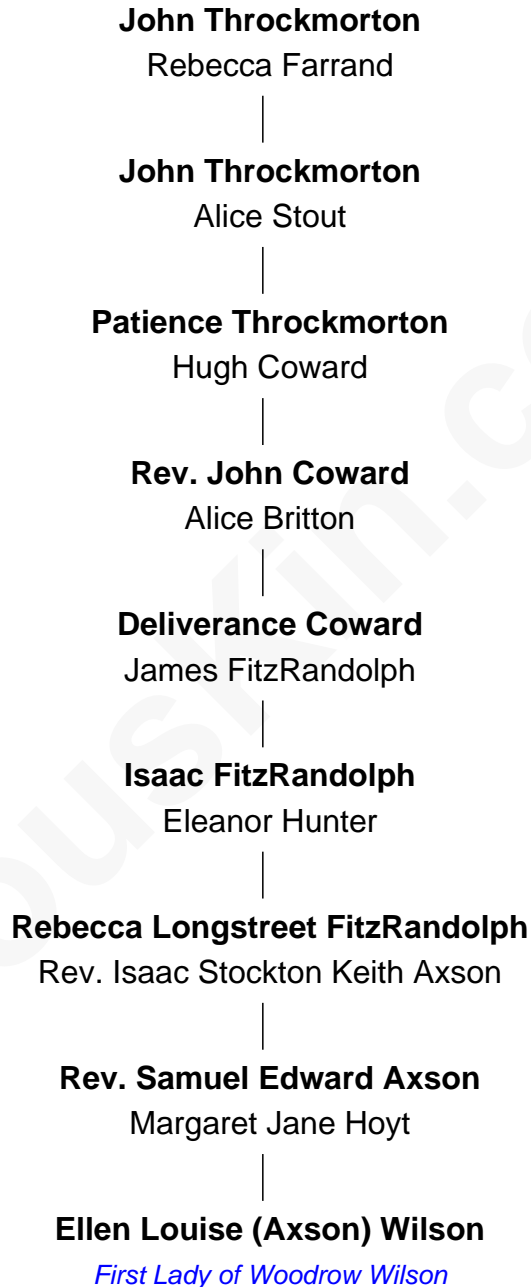 John Throckmorton
Rebecca Farrand
John Throckmorton
Alice Stout
Patience Throckmorton
Hugh Coward
Rev. John Coward
Alice Britton
Deliverance Coward
James FitzRandolph
Isaac FitzRandolph
Eleanor Hunter
Rebecca Longstreet FitzRandolph
Rev. Isaac Stockton Keith Axson
Rev. Samuel Edward Axson
Margaret Jane Hoyt
Ellen Louise (Axson) Wilson
First Lady of Woodrow Wilson